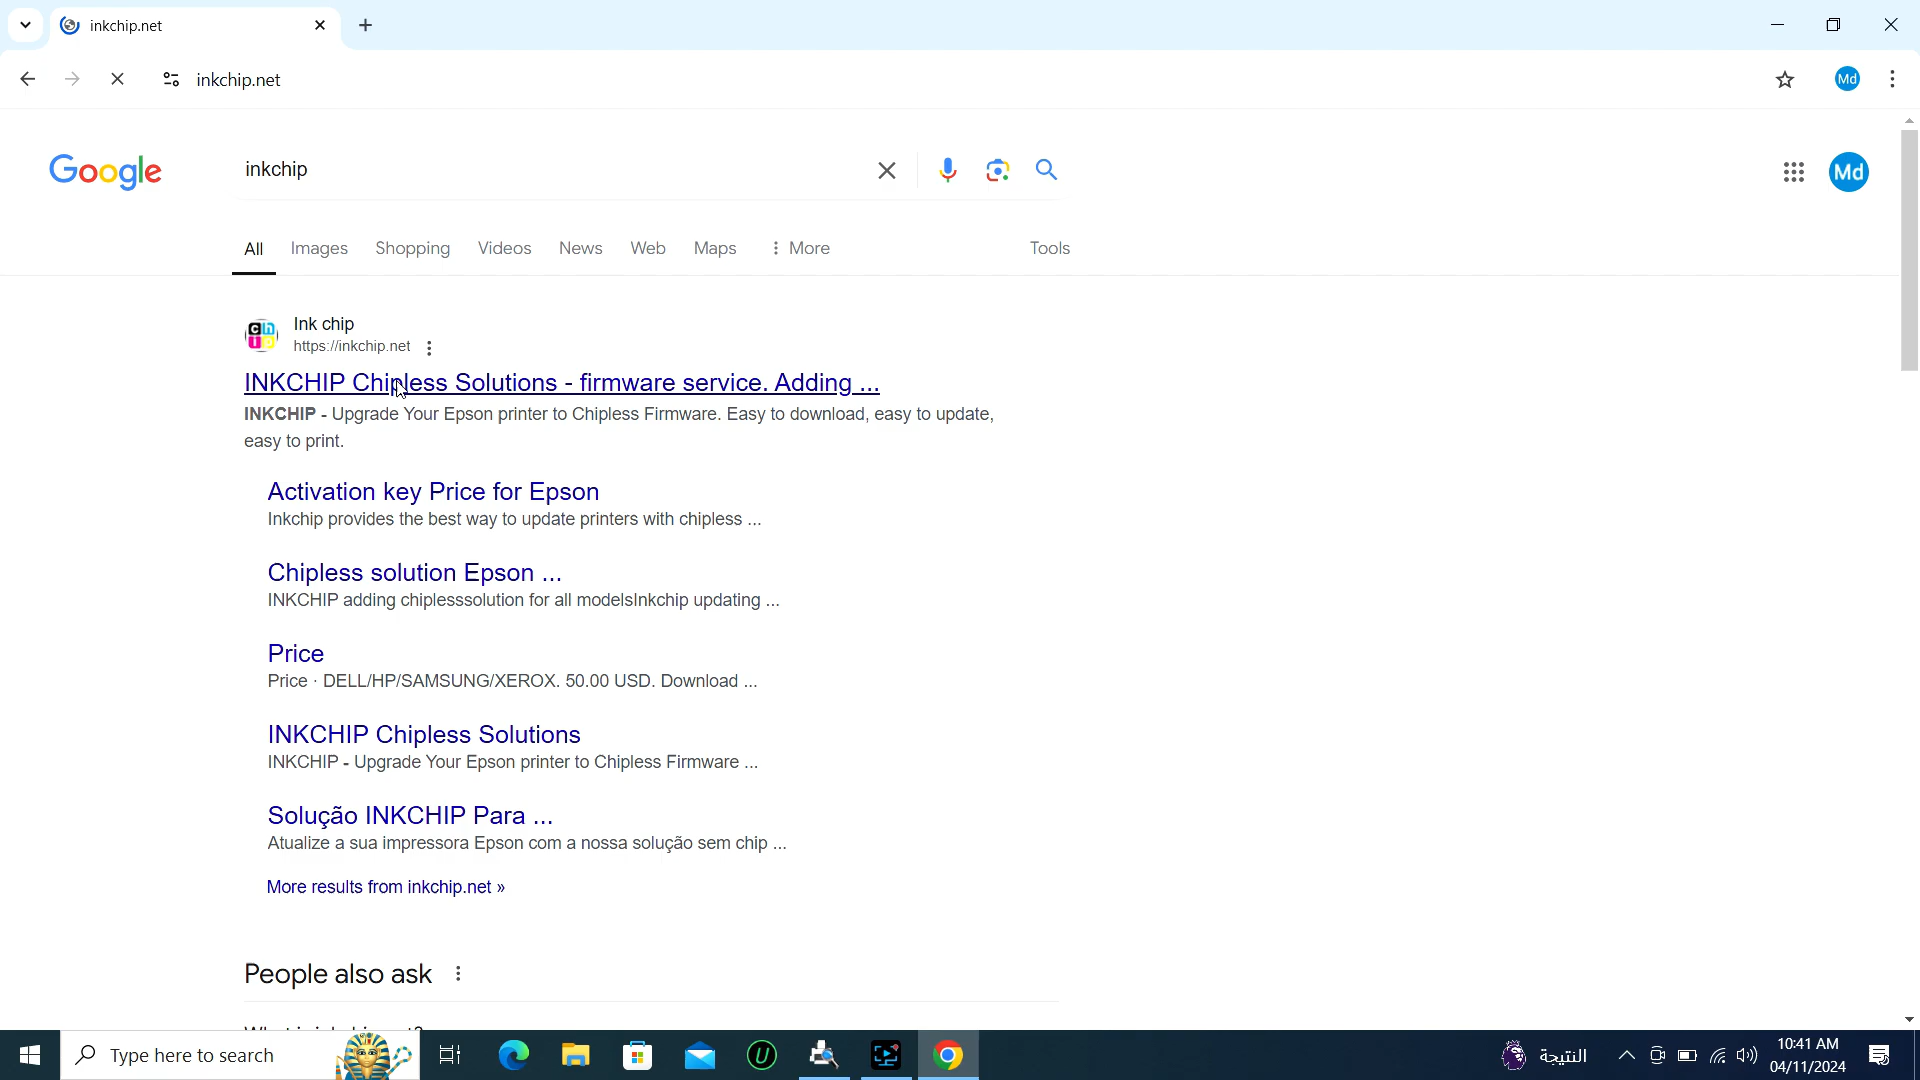 inkchip.net
inkchip.net
Md
Google
inkchip
Md
All Images Shopping Videos News Web Maps More Tools
Ink chip
https://inkchip.net
INKCHIP Chipless Solutions - firmware service. Adding ...
INKCHIP - Upgrade Your Epson printer to Chipless Firmware. Easy to download, easy to update,
easy to print.
Activation key Price for Epson
Inkchip provides the best way to update printers with chipless ...
Chipless solution Epson ...
INKCHIP adding chiplesssolution for all modelsInkchip updating ...
Price
Price · DELL/HP/SAMSUNG/XEROX. 50.00 USD. Download ...
INKCHIP Chipless Solutions
INKCHIP - Upgrade Your Epson printer to Chipless Firmware ...
Solução INKCHIP Para ...
Atualize a sua impressora Epson com a nossa solução sem chip ...
More results from inkchip.net »
People also ask
Type here to search
النتيجة
10:41 AM
04/11/2024